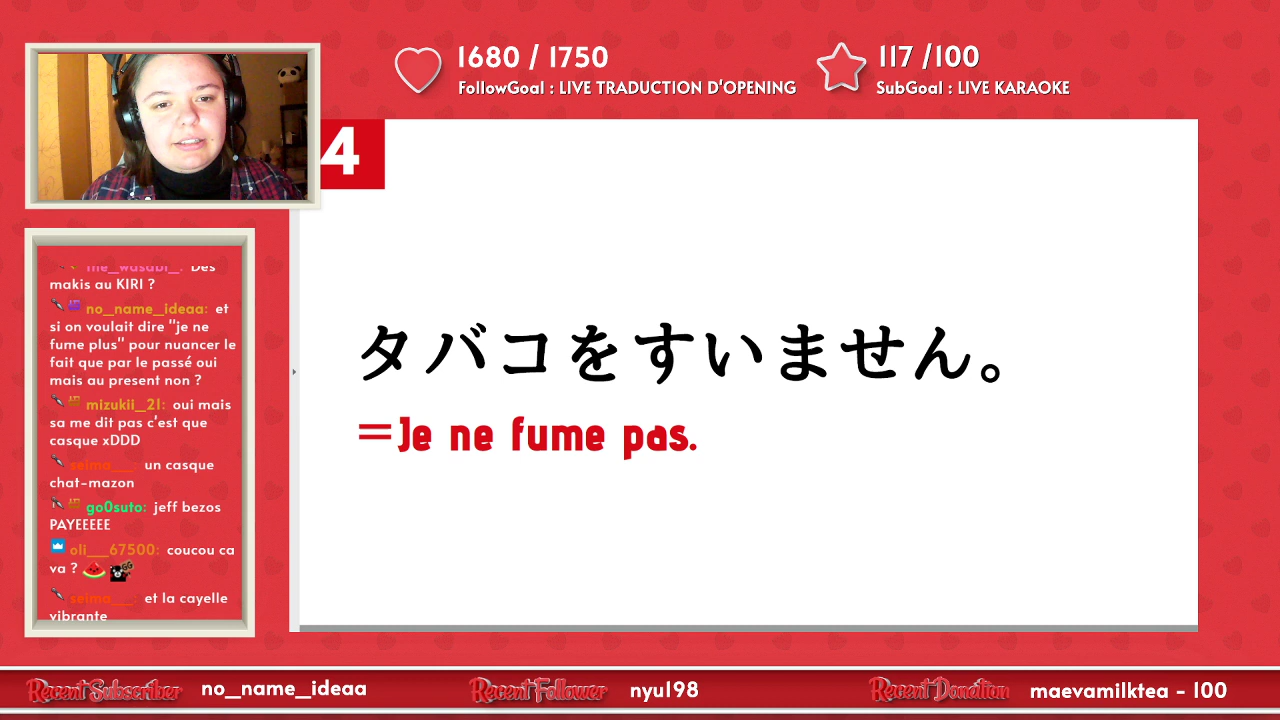 1680 / 1750
FollowGoal : LIVE TRADUCTION D'OPENING
117 /100
SubGoal : LIVE KARAOKE
4
タバコをすいません。
=Je ne fume pas.
me_wasabi_: Des
makis au KIRI ?
no_name_ideaa: et
si on voulait dire "je ne
fume plus" pour nuancer le
fait que par le passé oui
mais au present non ?
mizukii_21: oui mais
sa me dit pas c'est que
casque xDDD
seima___: un casque
chat-mazon
go0suto: jeff bezos
PAYEEEEE
oli___67500: coucou ca
va ?
GG
seima___: et la cayelle
vibrante
Recent Subscriber
no_name_ideaa
Recent Follower
nyu198
Recent Donation
maevamilktea - 100